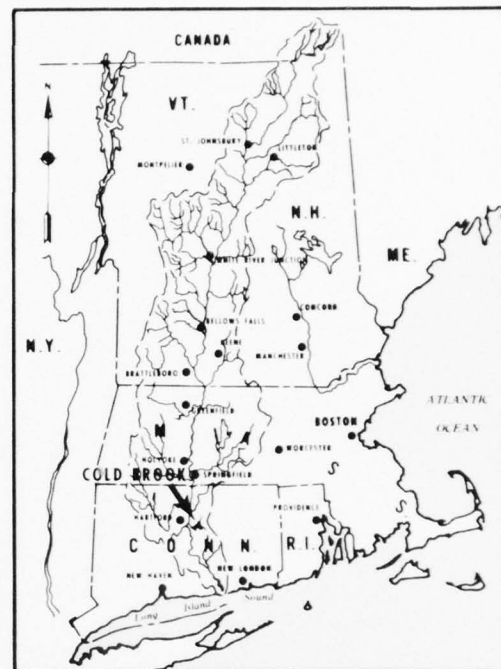 CANADA
VT.
N
ST. JOHNSBURY
LITTLETON
MONTPELIER
N.H.
WHITE RIVER JUNCTION
ME.
CONCORD
BELLOWS FALLS
N.Y.
KEENE
MANCHESTER
BRATTLEBORO
GREENFIELD
ATLANTIC
OCEAN
BOSTON
M A S S
WORCESTER
HOLYOKE
COLD BROOKS
SPRINGFIELD
HARTFORD
PROVIDENCE
CONN.
R.I.
NEW LONDON
NEW HAVEN
Long Island Sound